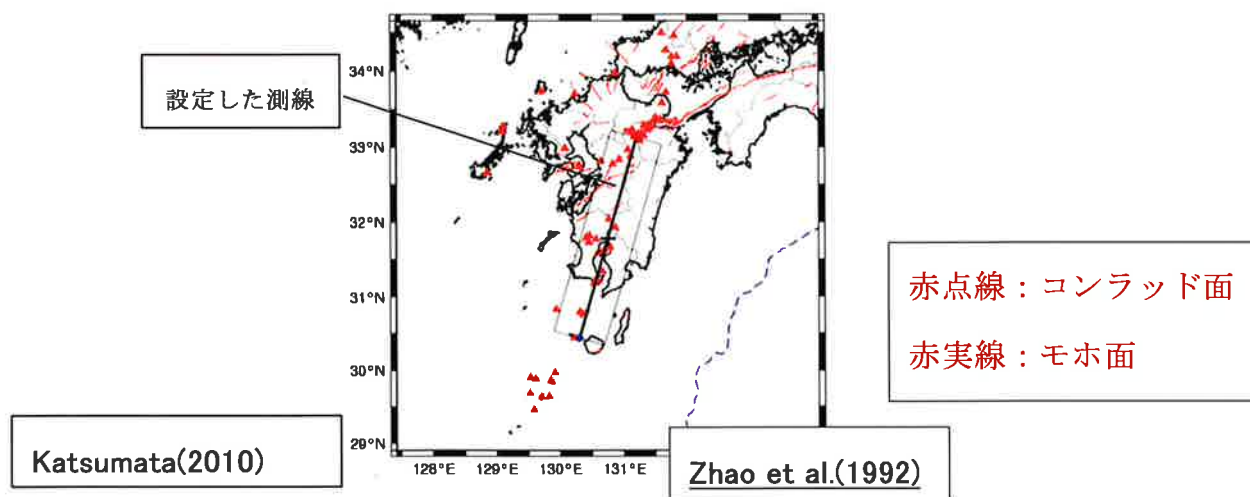 設定した測線
34°N
33°N
32°N
31°N
30°N
29°N
128°E 129°E 130°E 131°E
赤点線：コンラッド面
赤実線：モホ面
Katsumata(2010)
Zhao et al.(1992)